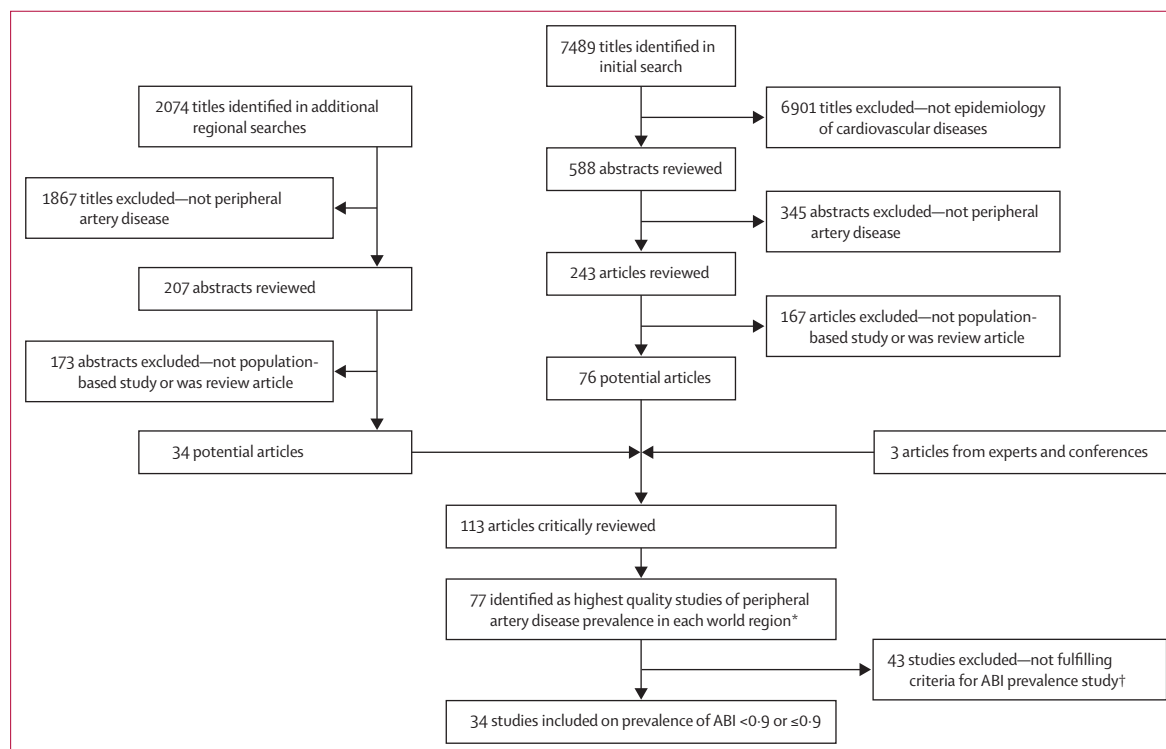 7489 titles identified in
initial search
2074 titles identified in additional
regional searches
6901 titles excluded—not epidemiology
of cardiovascular diseases
588 abstracts reviewed
1867 titles excluded—not peripheral
artery disease
345 abstracts excluded—not peripheral
artery disease
243 articles reviewed
207 abstracts reviewed
167 articles excluded—not population-
based study or was review article
173 abstracts excluded—not population-
based study or was review article
76 potential articles
34 potential articles
3 articles from experts and conferences
113 articles critically reviewed
77 identified as highest quality studies of peripheral
artery disease prevalence in each world region*
43 studies excluded—not fulfilling
criteria for ABI prevalence study†
34 studies included on prevalence of ABI <0·9 or ≤0·9